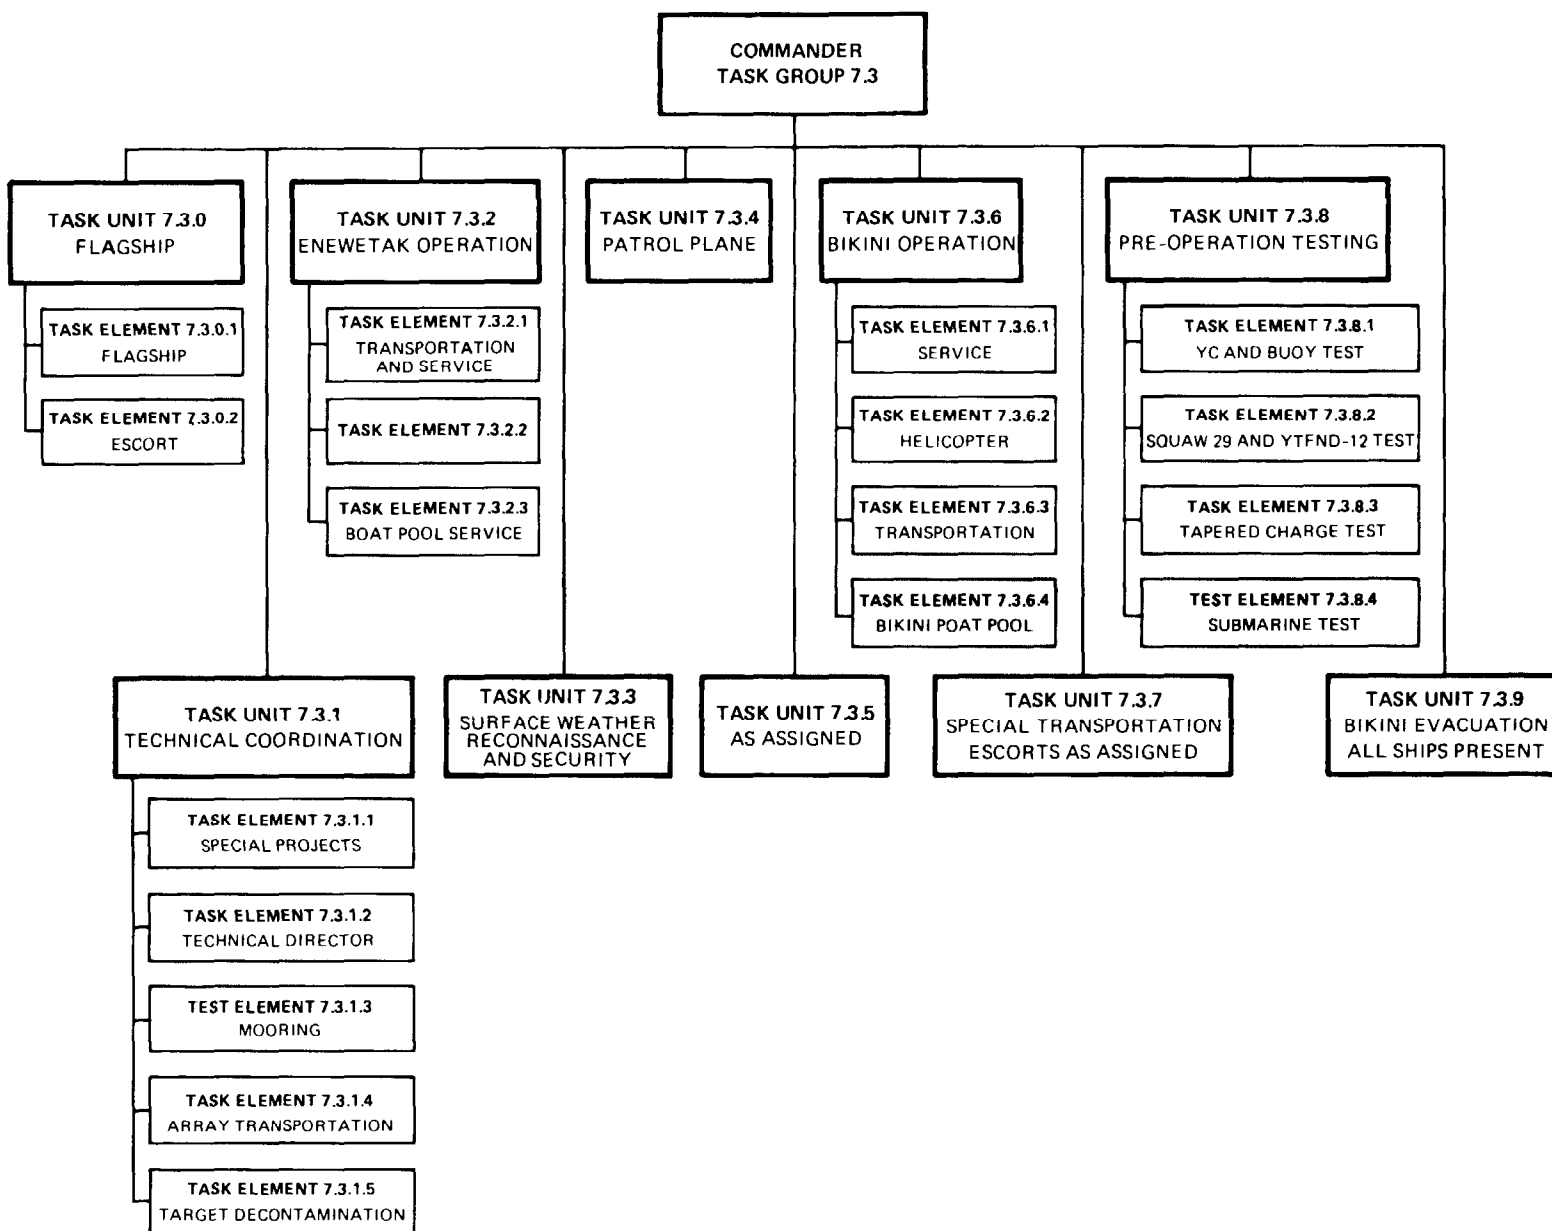 COMMANDER
TASK GROUP 7.3
TASK UNIT 7.3.0
FLAGSHIP
TASK ELEMENT 7.3.0.1
FLAGSHIP
TASK ELEMENT 7.3.0.2
ESCORT
TASK UNIT 7.3.2
ENEWETAK OPERATION
TASK ELEMENT 7.3.2.1
TRANSPORTATION
AND SERVICE
TASK ELEMENT 7.3.2.2
TASK ELEMENT 7.3.2.3
BOAT POOL SERVICE
TASK UNIT 7.3.4
PATROL PLANE
TASK UNIT 7.3.6
BIKINI OPERATION
TASK ELEMENT 7.3.6.1
SERVICE
TASK ELEMENT 7.3.6.2
HELICOPTER
TASK ELEMENT 7.3.6.3
TRANSPORTATION
TASK ELEMENT 7.3.6.4
BIKINI POAT POOL
TASK UNIT 7.3.8
PRE-OPERATION TESTING
TASK ELEMENT 7.3.8.1
YC AND BUOY TEST
TASK ELEMENT 7.3.8.2
SQUAW 29 AND YTFND-12 TEST
TASK ELEMENT 7.3.8.3
TAPERED CHARGE TEST
TEST ELEMENT 7.3.8.4
SUBMARINE TEST
TASK UNIT 7.3.1
TECHNICAL COORDINATION
TASK ELEMENT 7.3.1.1
SPECIAL PROJECTS
TASK ELEMENT 7.3.1.2
TECHNICAL DIRECTOR
TEST ELEMENT 7.3.1.3
MOORING
TASK ELEMENT 7.3.1.4
ARRAY TRANSPORTATION
TASK ELEMENT 7.3.1.5
TARGET DECONTAMINATION
TASK UNIT 7.3.3
SURFACE WEATHER
RECONNAISSANCE
AND SECURITY
TASK UNIT 7.3.5
AS ASSIGNED
TASK UNIT 7.3.7
SPECIAL TRANSPORTATION
ESCORTS AS ASSIGNED
TASK UNIT 7.3.9
BIKINI EVACUATION
ALL SHIPS PRESENT